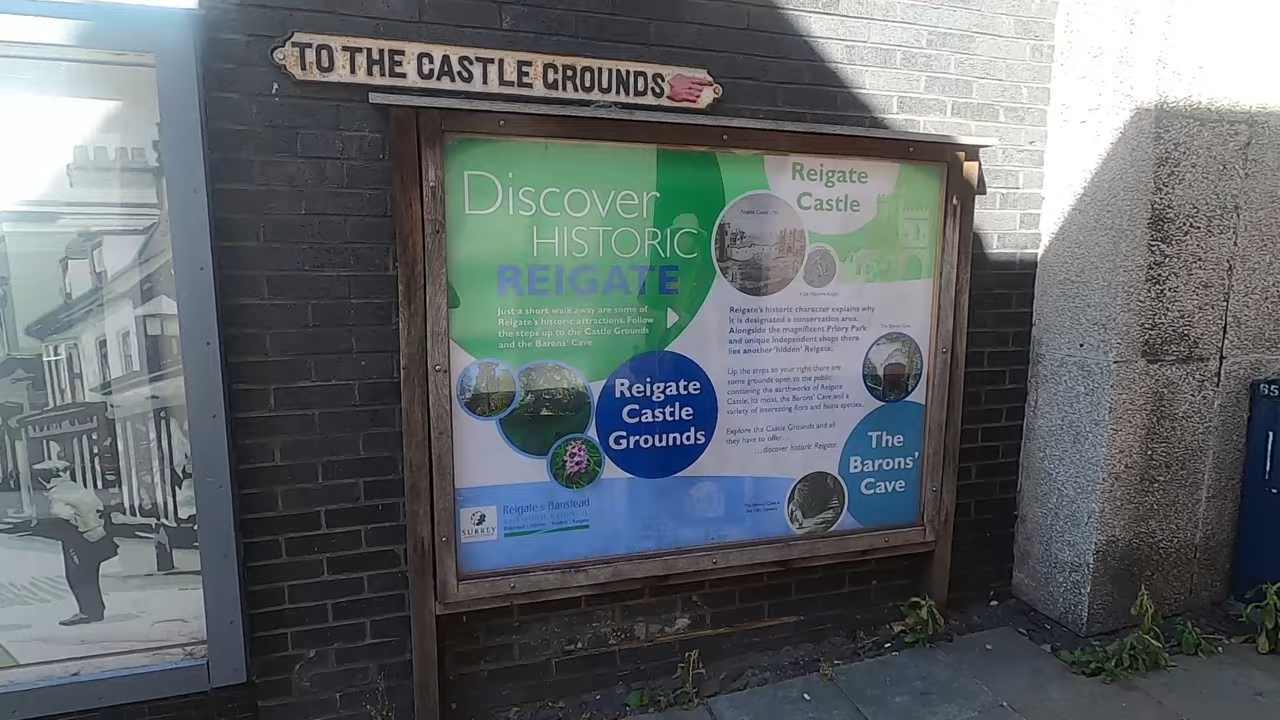 TO THE CASTLE GROUNDS
Discover
HISTORIC
REIGATE
Just a short walk away are some of
Reigate's historic attractions. Follow
the steps up to the Castle Grounds
and the Barons' Cave
Reigate
Castle
Reigate's historic character explains why
it is designated a conservation area.
Alongside the magnificent Priory Park
and unique independent shops there
lies another 'hidden' Reigate.
Up the steps to your right there are
some grounds open to the public
containing the earthworks of Reigate
Castle, its moat, the Barons' Cave and a
variety of interesting flora and fauna species.
Explore the Castle Grounds and all
they have to offer...
...discover historic Reigate.
Reigate
Castle
Grounds
The
Barons'
Cave
SURREY
Reigate & Banstead
BOROUGH COUNCIL